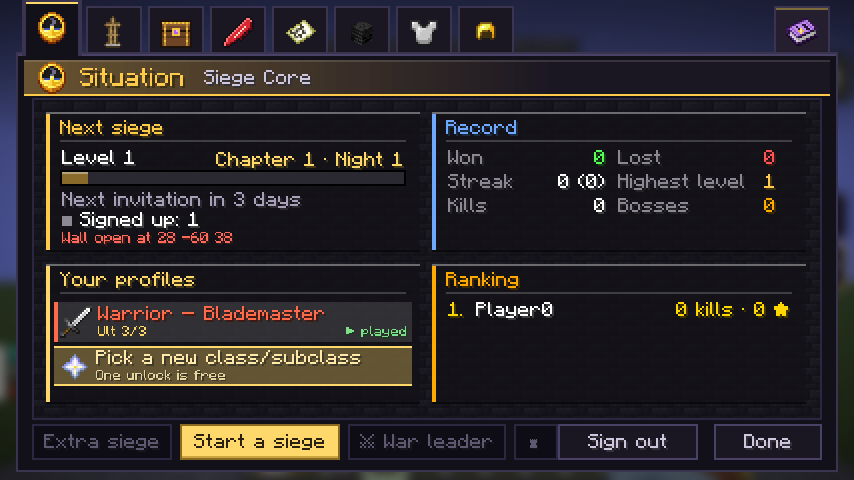 Situation Siege Core
Next siege
Level 1 Chapter 1 · Night 1
Next invitation in 3 days
Signed up: 1
Wall open at 28 -60 38
Record
Won 0 Lost 0
Streak 0 (0) Highest level 1
Kills 0 Bosses 0
Your profiles
Warrior — Blademaster
Ult 3/3 ▶ played
Pick a new class/subclass
One unlock is free
Ranking
1. Player0 0 kills · 0 ★
Extra siege Start a siege ⚔ War leader Sign out Done